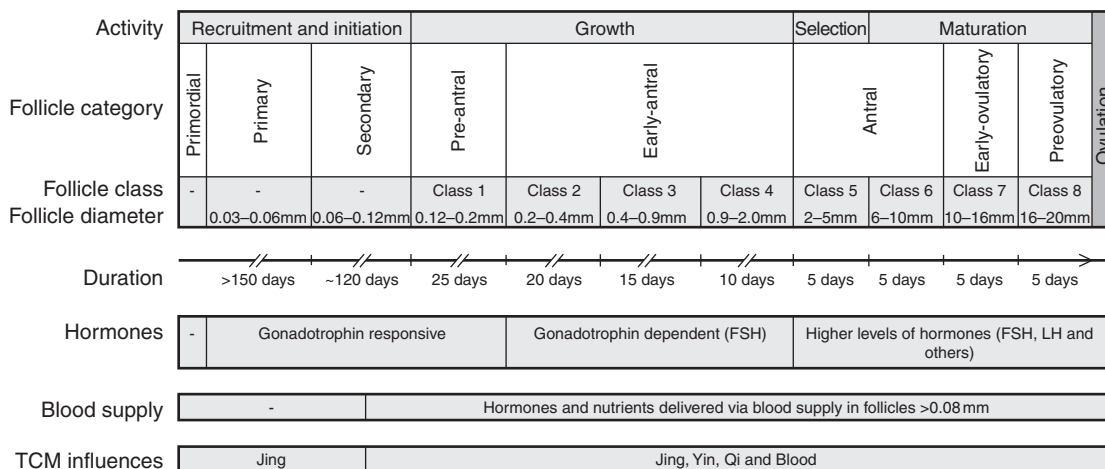 Activity
Recruitment and initiation
Growth
Selection
Maturation
Follicle category
Primordial
Primary
Secondary
Pre-antral
Early-antral
Antral
Early-ovulatory
Preovulatory
Ovulation
Follicle class
-
-
-
Class 1
Class 2
Class 3
Class 4
Class 5
Class 6
Class 7
Class 8
Follicle diameter
0.03–0.06mm
0.06–0.12mm
0.12–0.2mm
0.2–0.4mm
0.4–0.9mm
0.9–2.0mm
2–5mm
6–10mm
10–16mm
16–20mm
Duration
>150 days
~120 days
25 days
20 days
15 days
10 days
5 days
5 days
5 days
5 days
Hormones
-
Gonadotrophin responsive
Gonadotrophin dependent (FSH)
Higher levels of hormones (FSH, LH and
others)
Blood supply
-
Hormones and nutrients delivered via blood supply in follicles >0.08mm
TCM influences
Jing
Jing, Yin, Qi and Blood